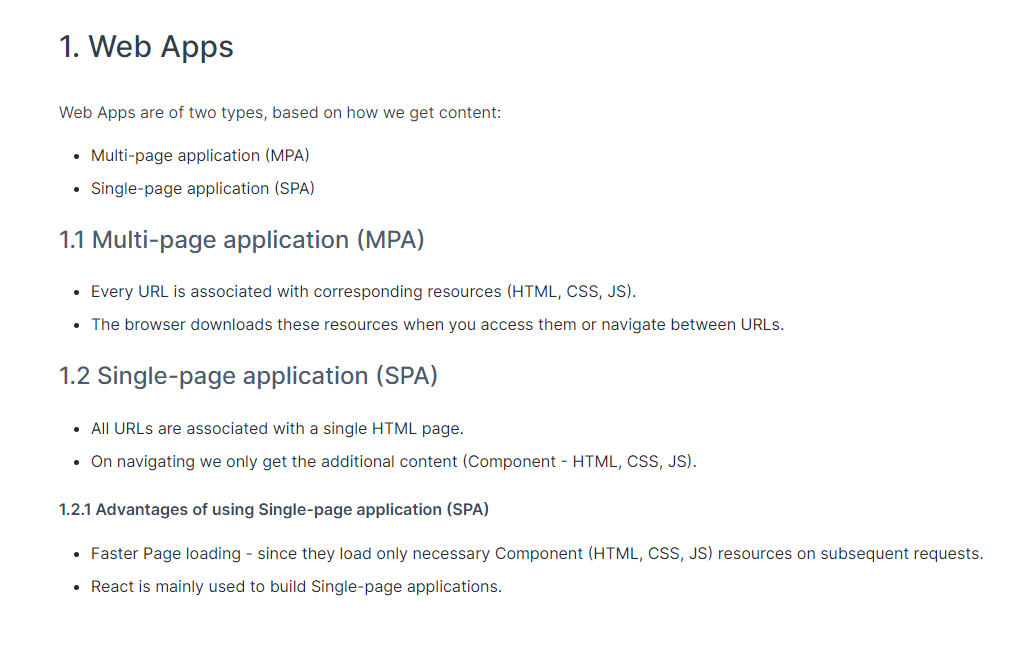 1. Web Apps
Web Apps are of two types, based on how we get content:
• Multi-page application (MPA)
• Single-page application (SPA)
1.1 Multi-page application (MPA)
• Every URL is associated with corresponding resources (HTML, CSS, JS).
• The browser downloads these resources when you access them or navigate between URLs.
1.2 Single-page application (SPA)
• All URLs are associated with a single HTML page.
• On navigating we only get the additional content (Component - HTML, CSS, JS).
1.2.1 Advantages of using Single-page application (SPA)
• Faster Page loading - since they load only necessary Component (HTML, CSS, JS) resources on subsequent requests.
• React is mainly used to build Single-page applications.